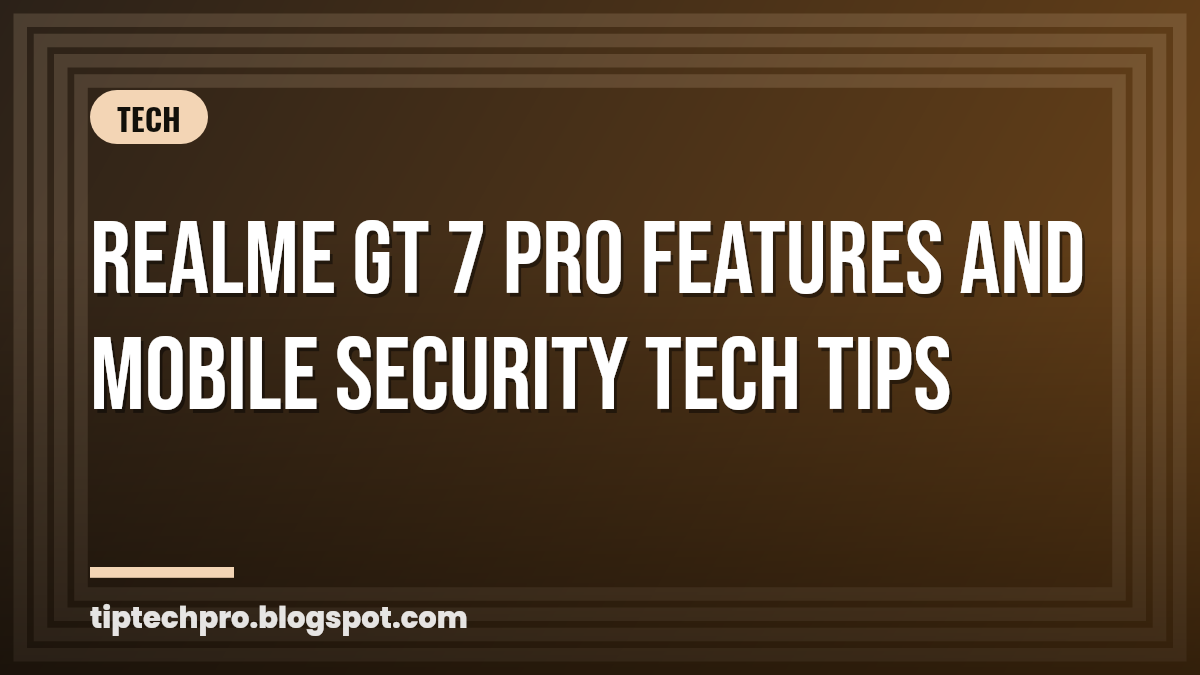 TECH
REALME GT 7 PRO FEATURES AND
MOBILE SECURITY TECH TIPS
tiptechpro.blogspot.com